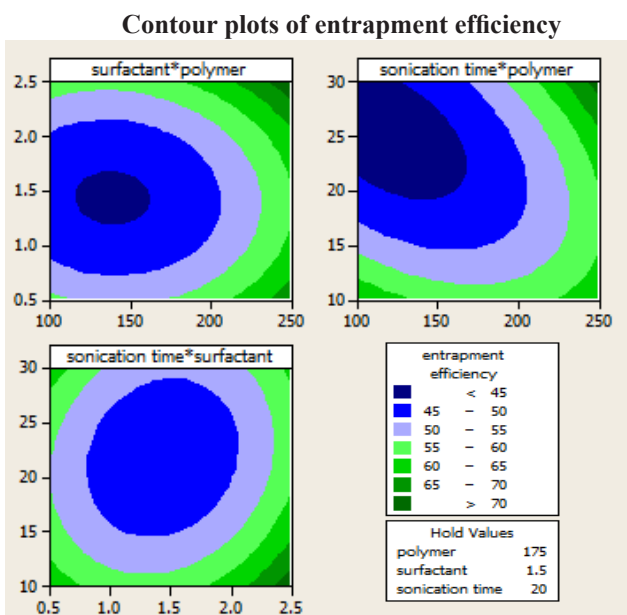 Contour plots of entrapment efficiency
surfactant*polymer
2.5
2.0
1.5
1.0
0.5
100 150 200 250
sonication time*polymer
30
25
20
15
10
100 150 200 250
sonication time*surfactant
30
25
20
15
10
0.5 1.0 1.5 2.0 2.5
entrapment
efficiency
< 45
45 – 50
50 – 55
55 – 60
60 – 65
65 – 70
> 70
Hold Values
polymer 175
surfactant 1.5
sonication time 20